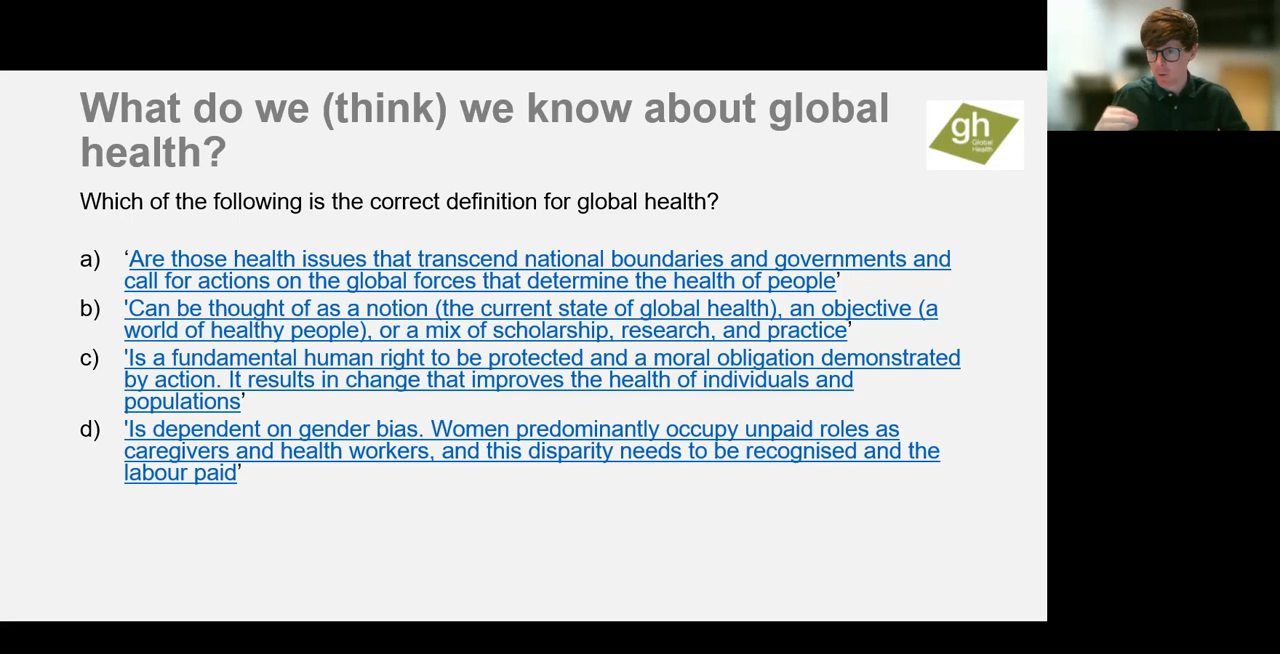 What do we (think) we know about global
health?
gh
Global
Health
Which of the following is the correct definition for global health?
a) ‘Are those health issues that transcend national boundaries and governments and
call for actions on the global forces that determine the health of people’
b) 'Can be thought of as a notion (the current state of global health), an objective (a
world of healthy people), or a mix of scholarship, research, and practice’
c) 'Is a fundamental human right to be protected and a moral obligation demonstrated
by action. It results in change that improves the health of individuals and
populations’
d) 'Is dependent on gender bias. Women predominantly occupy unpaid roles as
caregivers and health workers, and this disparity needs to be recognised and the
labour paid’